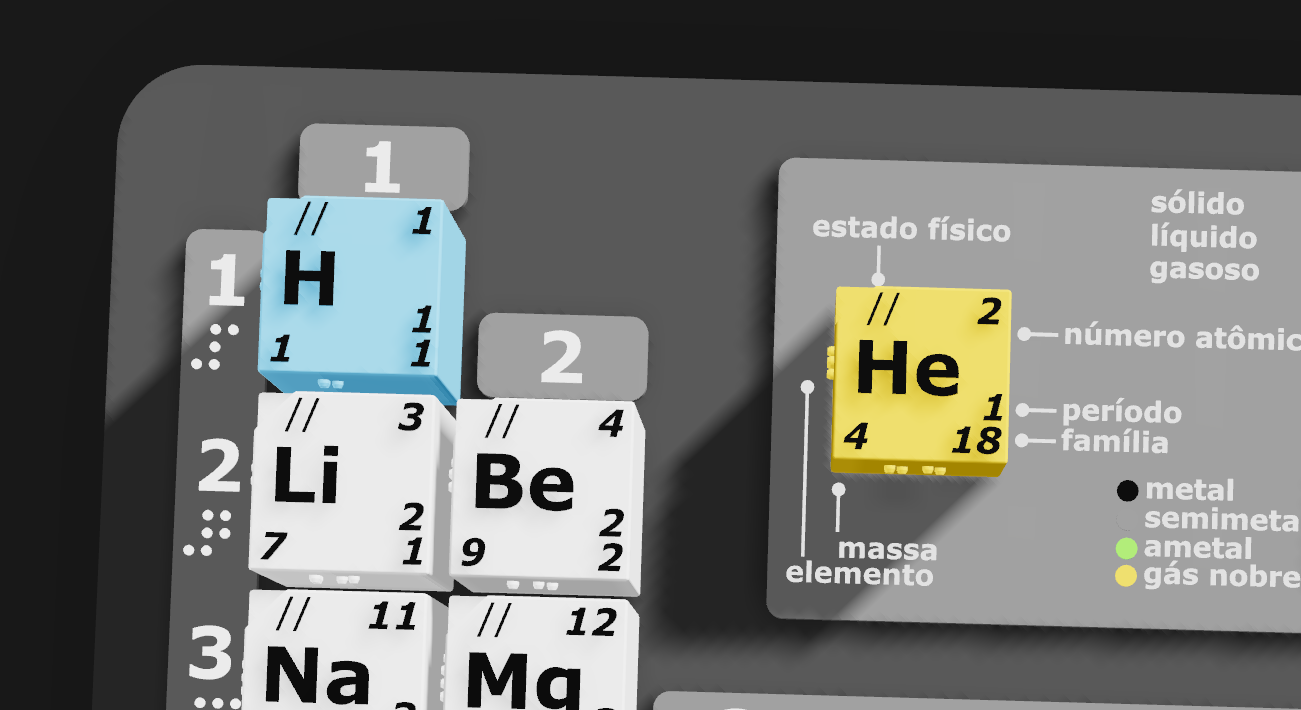 1
// 1
H
1
1 1
1
2
// 3
Li
2
7 1
2
// 4
Be
2
9 2
3
// 11
Na
// 12
Mg
estado físico
// 2
He
1
4 18
massa
elemento
sólido
líquido
gasoso
período
família
metal
ametal
gás nobre
número